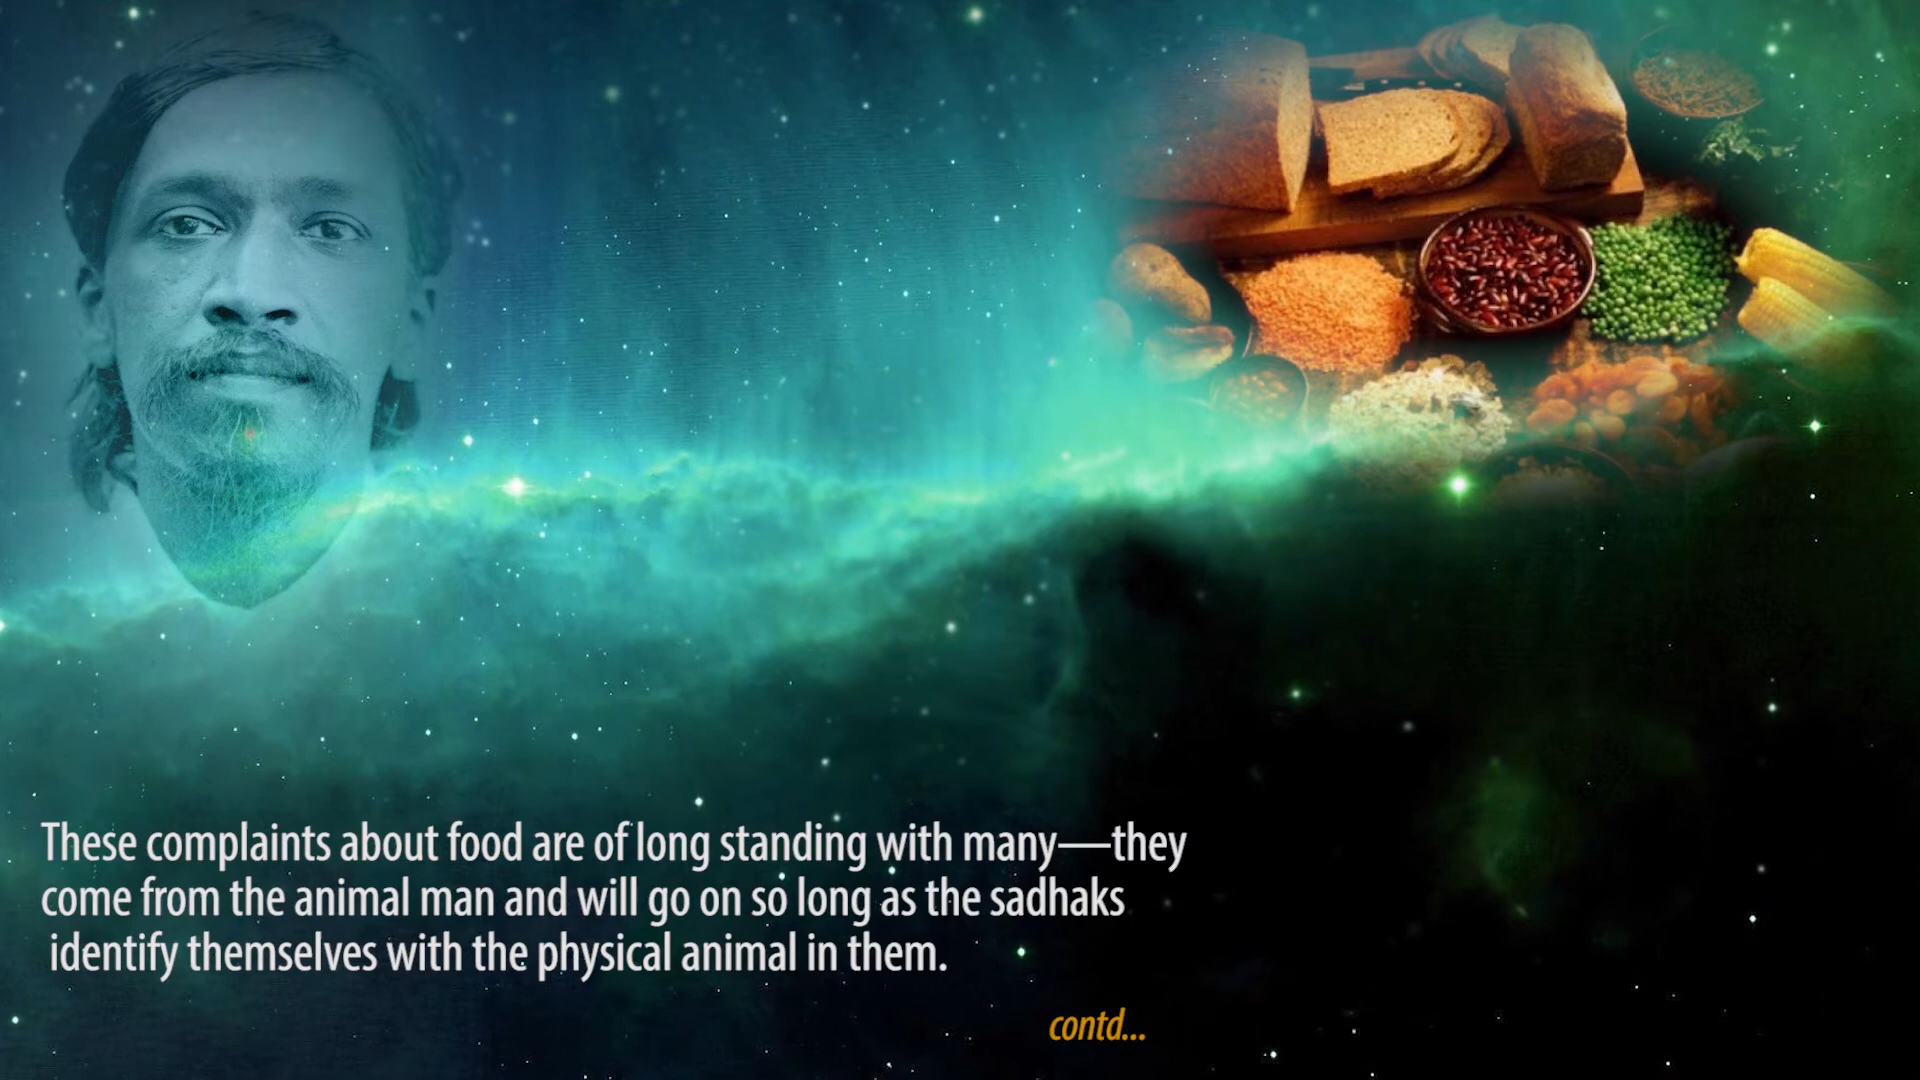 These complaints about food are of long standing with many—they
come from the animal man and will go on so long as the sadhaks
identify themselves with the physical animal in them.
contd...